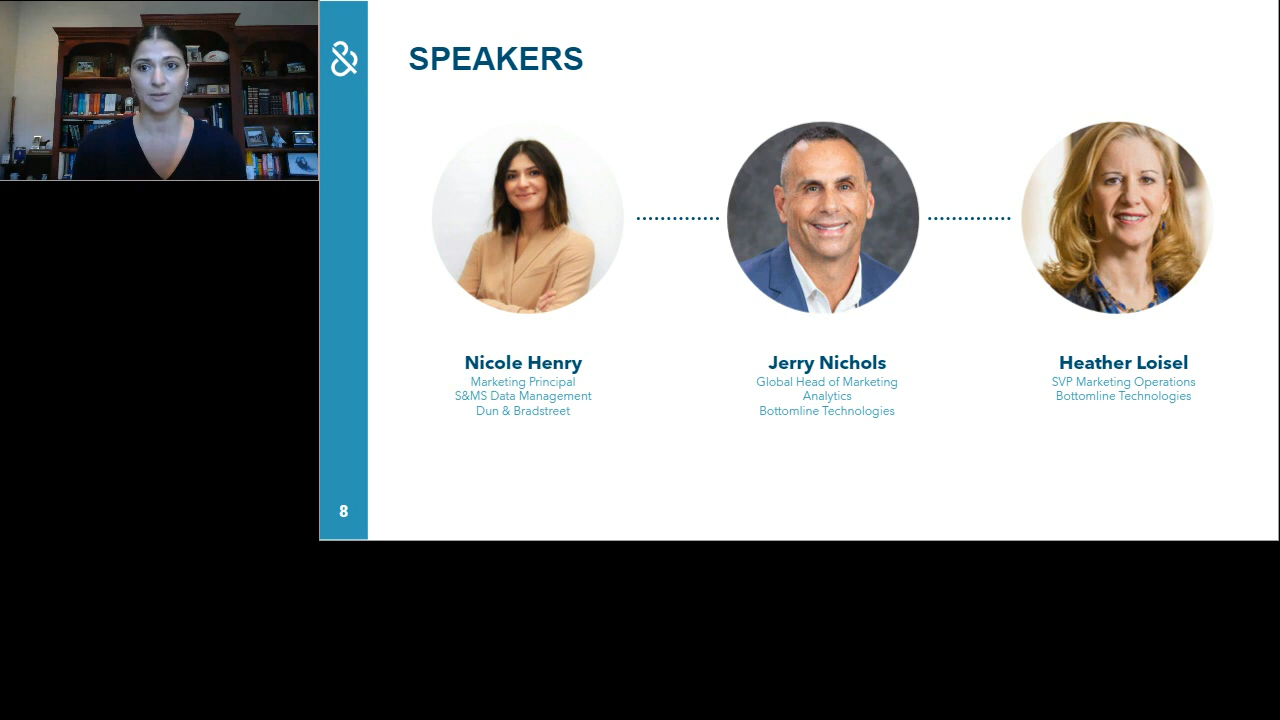 &
SPEAKERS
Nicole Henry
Marketing Principal
S&MS Data Management
Dun & Bradstreet
Jerry Nichols
Global Head of Marketing
Analytics
Bottomline Technologies
Heather Loisel
SVP Marketing Operations
Bottomline Technologies
8